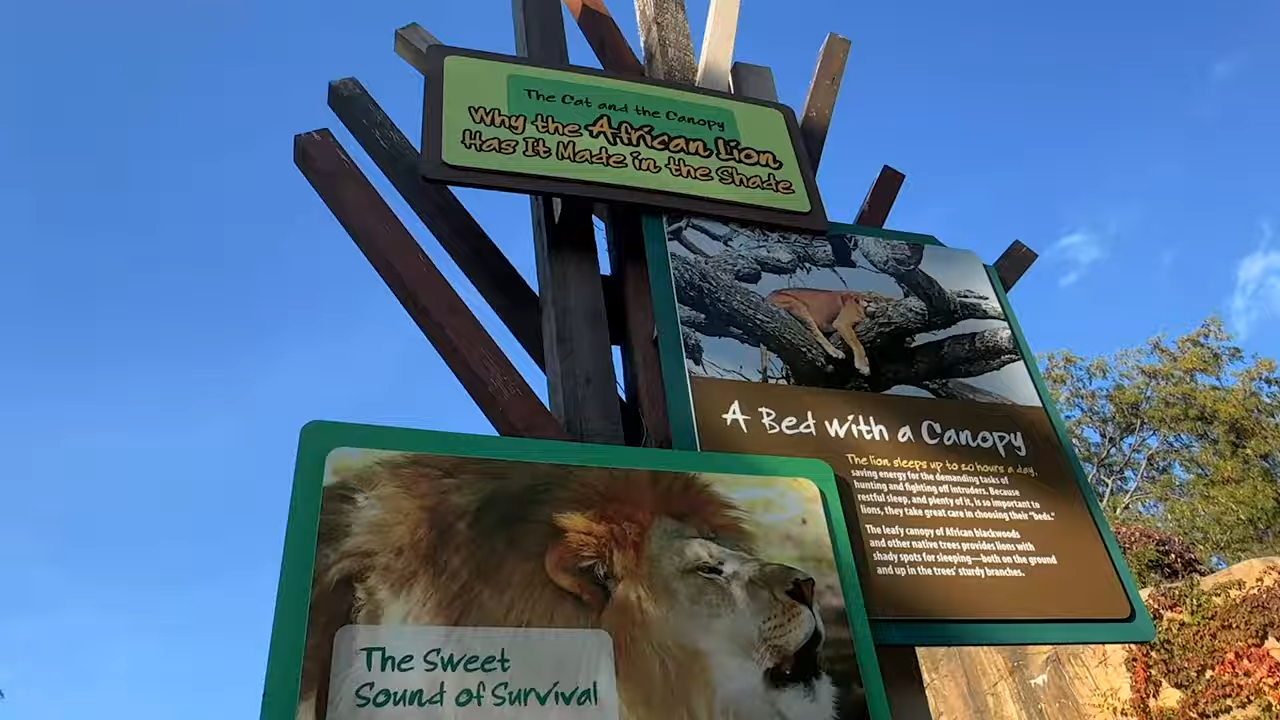 The Cat and the Canopy
Why the African Lion
Has It Made in the Shade
A Bed with a Canopy
The lion sleeps up to 20 hours a day,
saving energy for the demanding tasks of
hunting and fighting off intruders. Because
restful sleep, and plenty of it, is so important to
lions, they take great care in choosing their "beds."
The leafy canopy of African blackwoods
and other native trees provides lions with
shady spots for sleeping—both on the ground
and up in the trees' sturdy branches.
The Sweet
Sound of Survival